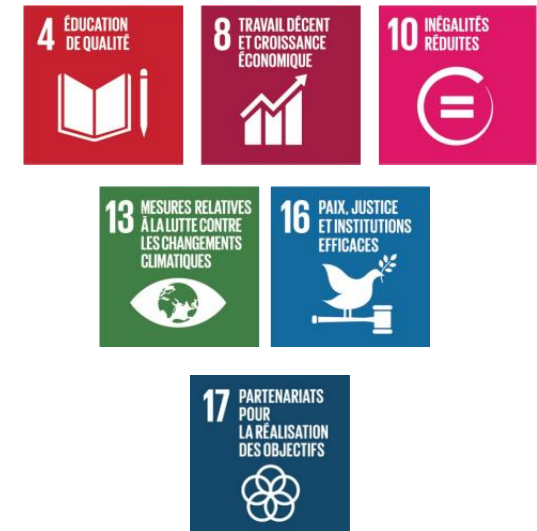 4 ÉDUCATION
DE QUALITÉ
8 TRAVAIL DÉCENT
ET CROISSANCE
ÉCONOMIQUE
10 INÉGALITÉS
RÉDUITES
13 MESURES RELATIVES
À LA LUTTE CONTRE
LES CHANGEMENTS
CLIMATIQUES
16 PAIX, JUSTICE
ET INSTITUTIONS
EFFICACES
17 PARTENARIATS
POUR
LA RÉALISATION
DES OBJECTIFS